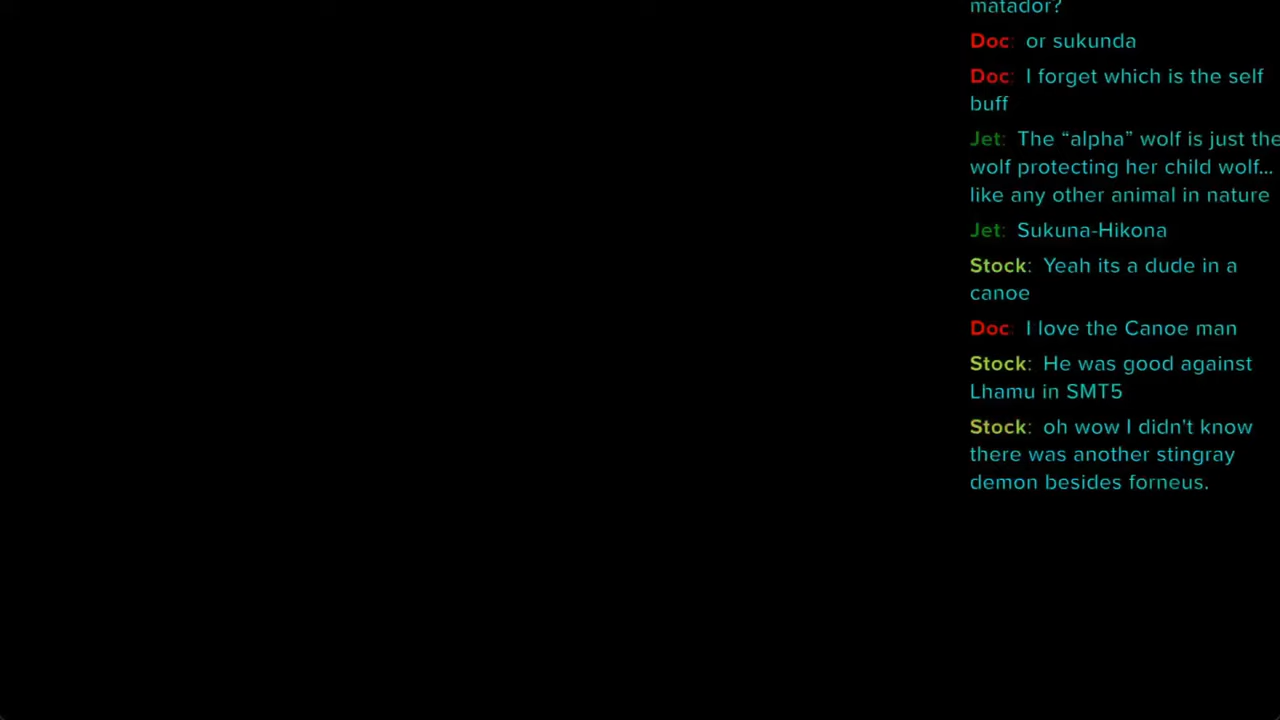 matador?
Doc: or sukunda
Doc: I forget which is the self
buff
Jet: The “alpha” wolf is just the
wolf protecting her child wolf...
like any other animal in nature
Jet: Sukuna-Hikona
Stock: Yeah its a dude in a
canoe
Doc: I love the Canoe man
Stock: He was good against
Lhamu in SMT5
Stock: oh wow I didn't know
there was another stingray
demon besides forneus.